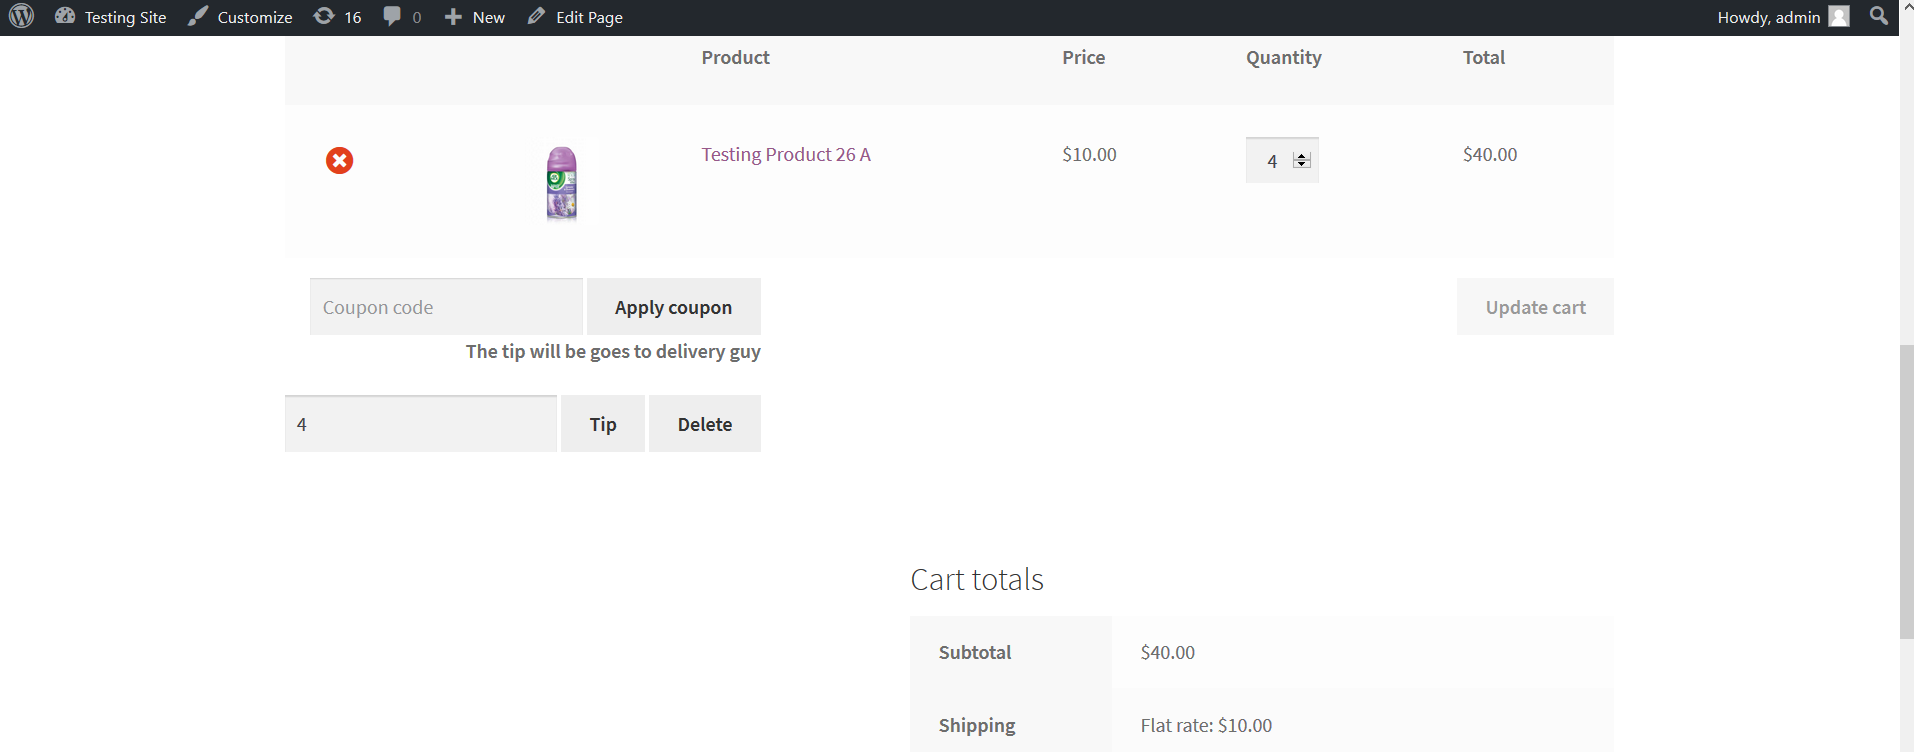 Testing Site Customize 16 0 New Edit Page Howdy, admin
Product Price Quantity Total
Testing Product 26 A $10.00 4 $40.00
Coupon code Apply coupon Update cart
The tip will be goes to delivery guy
4 Tip Delete
Cart totals
Subtotal $40.00
Shipping Flat rate: $10.00